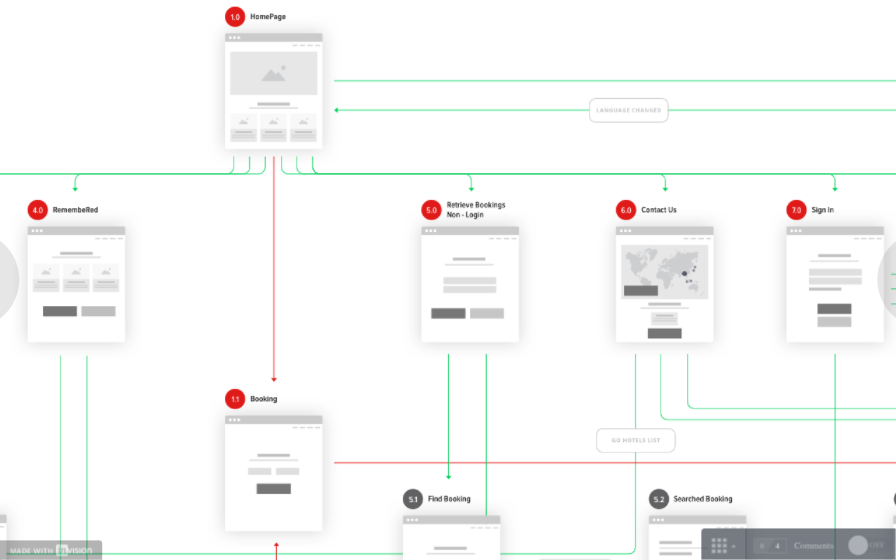 1.0 HomePage
LANGUAGE CHANGED
4.0 RemembeRed
5.0 Retrieve Bookings
Non - Login
6.0 Contact Us
7.0 Sign In
1.1 Booking
GO HOTELS LIST
5.1 Find Booking
5.2 Searched Booking
MADE WITH INVISION
4 Comments